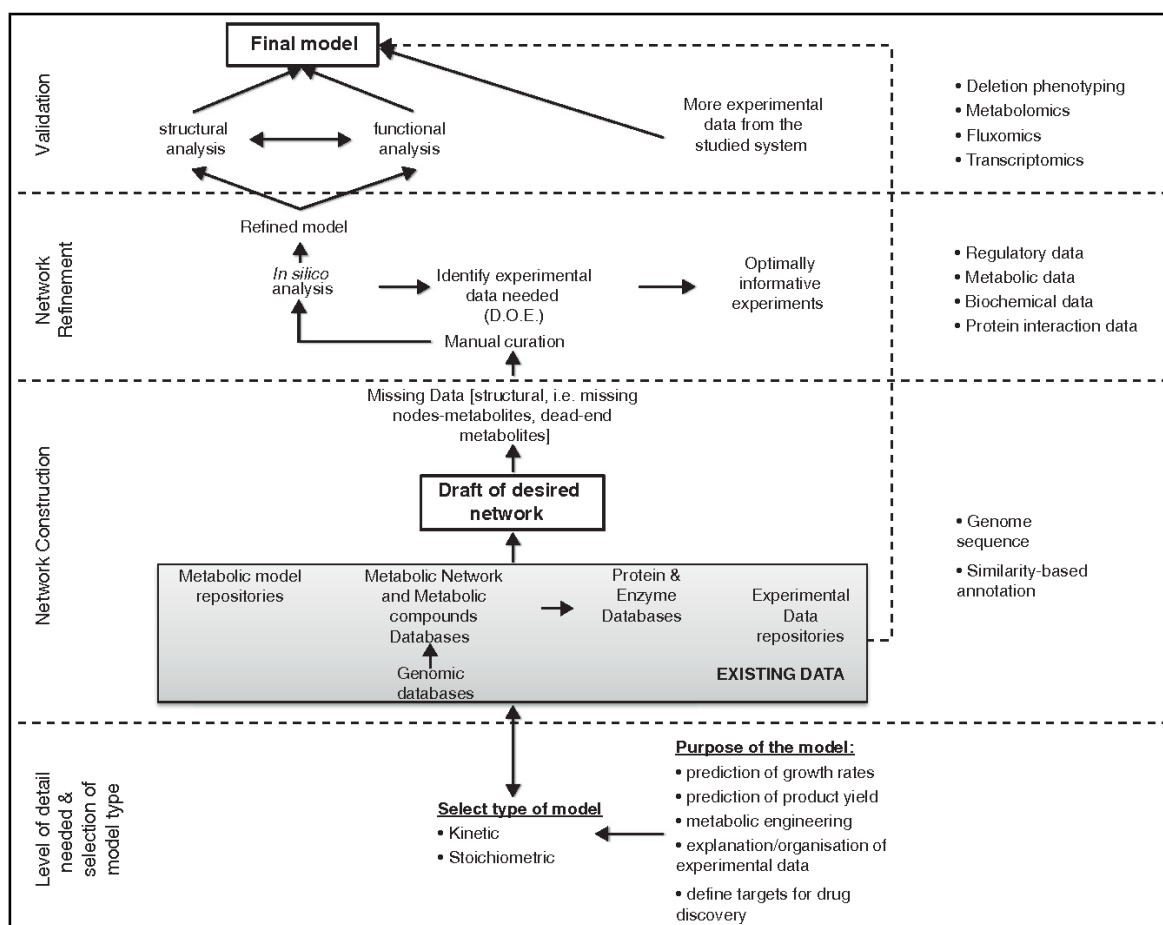 Validation
Final model
structural
analysis
functional
analysis
More experimental
data from the
studied system
• Deletion phenotyping
• Metabolomics
• Fluxomics
• Transcriptomics
Network
Refinement
Refined model
In silico
analysis
Identify experimental
data needed
(D.O.E.)
Optimally
informative
experiments
Manual curation
• Regulatory data
• Metabolic data
• Biochemical data
• Protein interaction data
Network Construction
Missing Data [structural, i.e. missing
nodes-metabolites, dead-end
metabolites]
Draft of desired
network
Metabolic model
repositories
Metabolic Network
and Metabolic
compounds
Databases
Genomic
databases
Protein &
Enzyme
Databases
Experimental
Data
repositories
EXISTING DATA
• Genome
sequence
• Similarity-based
annotation
Level of detail
needed &
selection of
model type
Select type of model
• Kinetic
• Stoichiometric
Purpose of the model:
• prediction of growth rates
• prediction of product yield
• metabolic engineering
• explanation/organisation of
experimental data
• define targets for drug
discovery